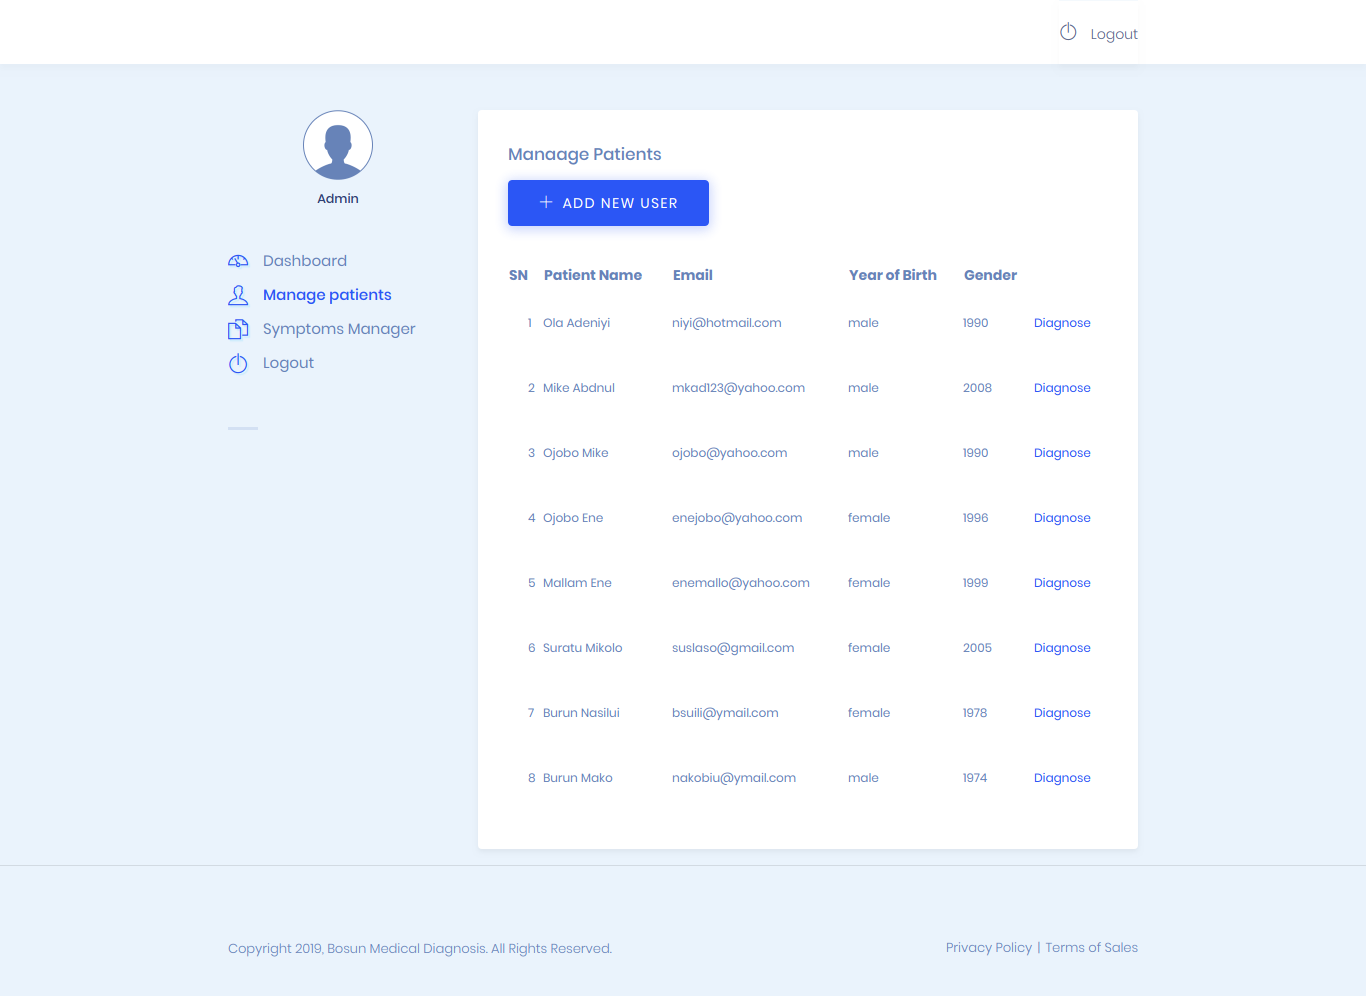 Logout
Admin
Dashboard
Manage patients
Symptoms Manager
Logout
Manaage Patients
ADD NEW USER
SN Patient Name Email Year of Birth Gender
1 Ola Adeniyi niyi@hotmail.com male 1990 Diagnose
2 Mike Abdnul mkad123@yahoo.com male 2008 Diagnose
3 Ojobo Mike ojobo@yahoo.com male 1990 Diagnose
4 Ojobo Ene enejobo@yahoo.com female 1996 Diagnose
5 Mallam Ene enemallo@yahoo.com female 1999 Diagnose
6 Suratu Mikolo suslaso@gmail.com female 2005 Diagnose
7 Burun Nasilui bsuili@ymail.com female 1978 Diagnose
8 Burun Mako nakobiu@ymail.com male 1974 Diagnose
Copyright 2019, Bosun Medical Diagnosis. All Rights Reserved.
Privacy Policy | Terms of Sales